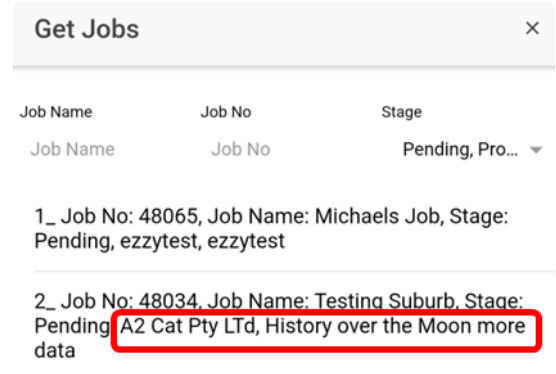 Get Jobs ×
Job Name Job No Stage
Job Name Job No Pending, Pro...
1_ Job No: 48065, Job Name: Michaels Job, Stage:
Pending, ezzytest, ezzytest
2_ Job No: 48034, Job Name: Testing Suburb, Stage:
Pending, A2 Cat Pty LTd, History over the Moon more
data